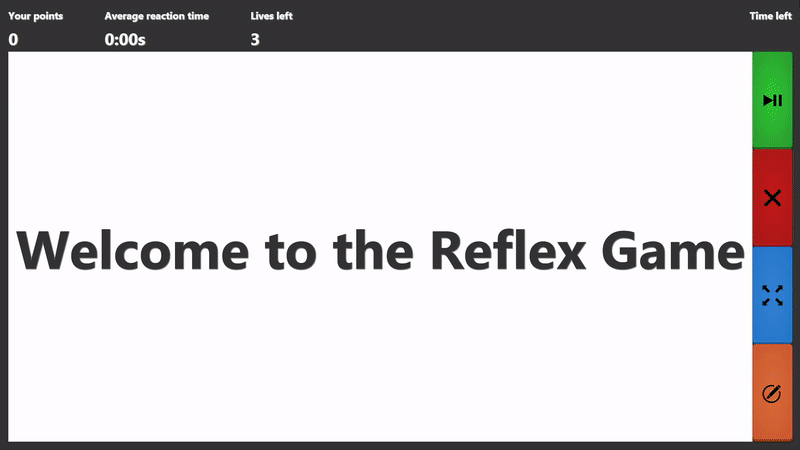 Your points
Average reaction time
Lives left
Time left
0
0:00s
3
Welcome to the Reflex Game